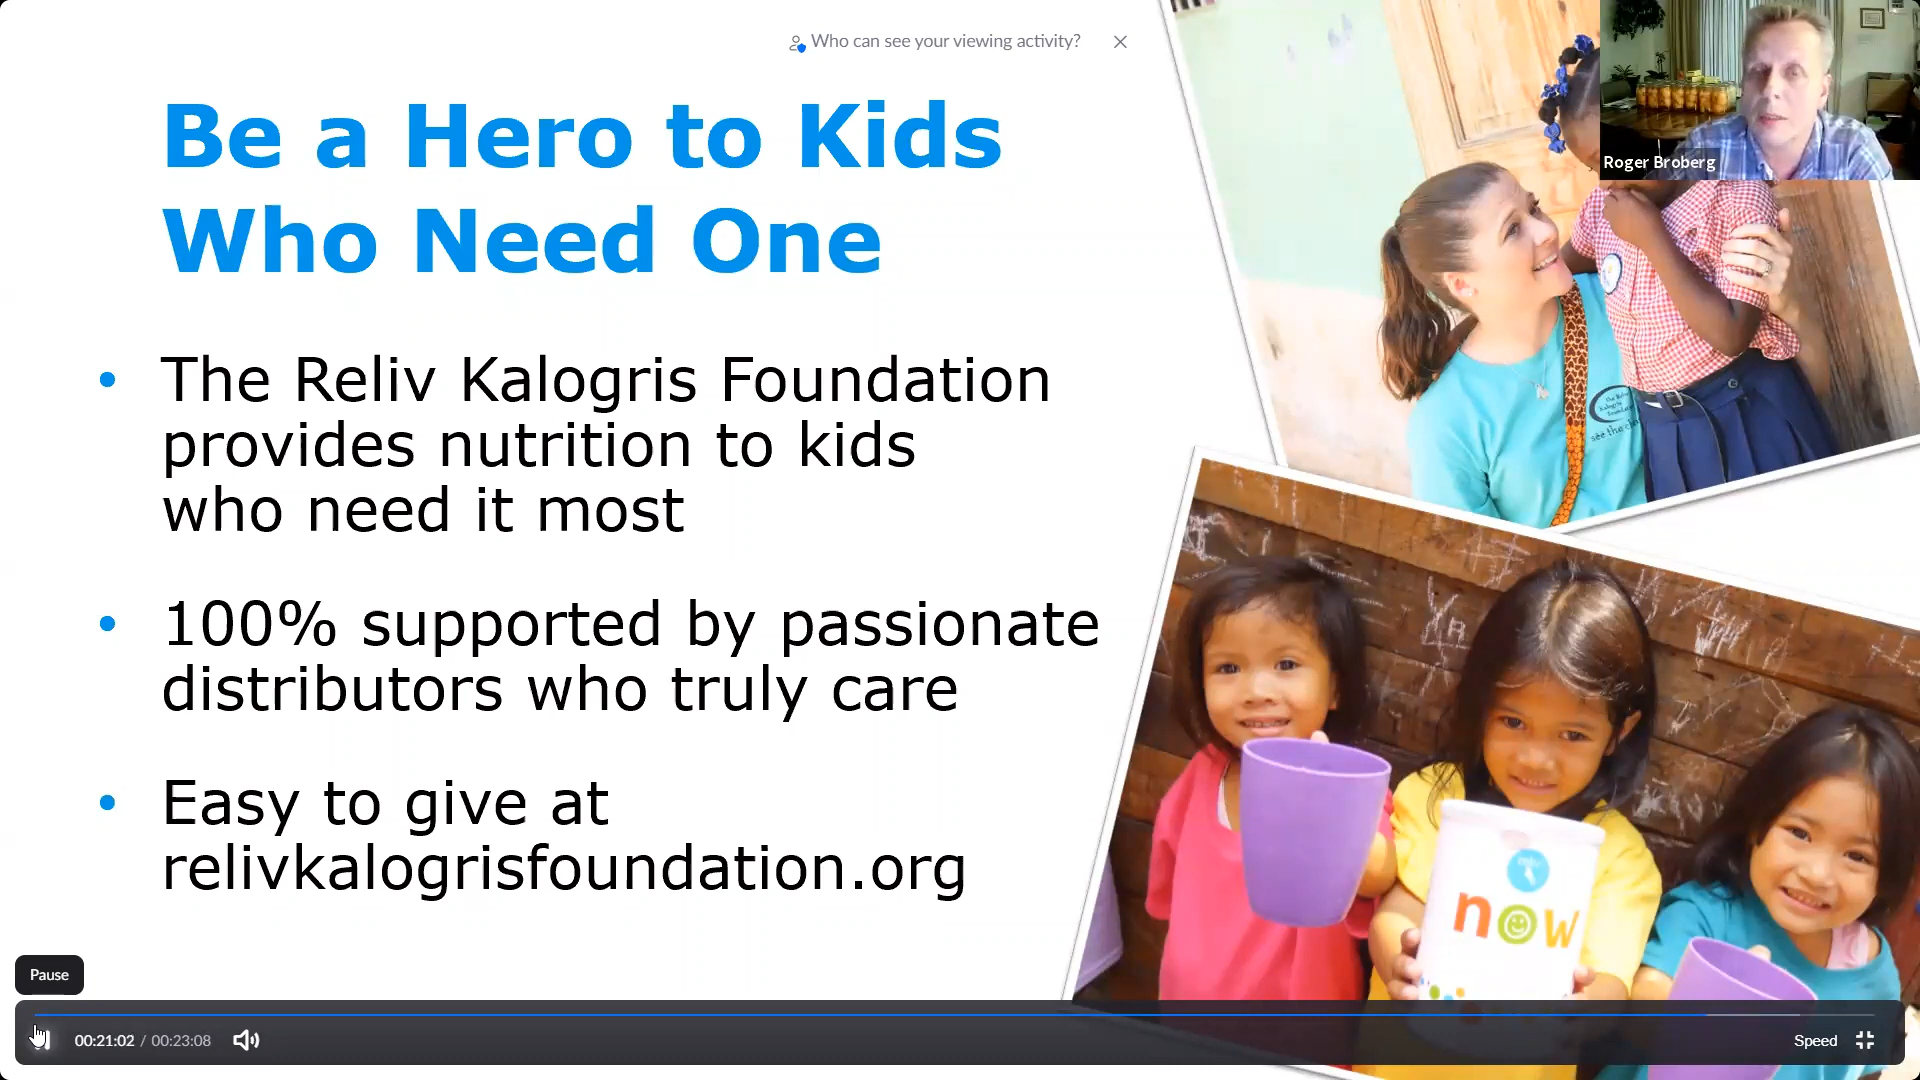 Who can see your viewing activity?
Roger Broberg
Be a Hero to Kids
Who Need One
• The Reliv Kalogris Foundation
provides nutrition to kids
who need it most
• 100% supported by passionate
distributors who truly care
• Easy to give at
relivkalogrisfoundation.org
now
Pause
00:21:02 / 00:23:08
Speed